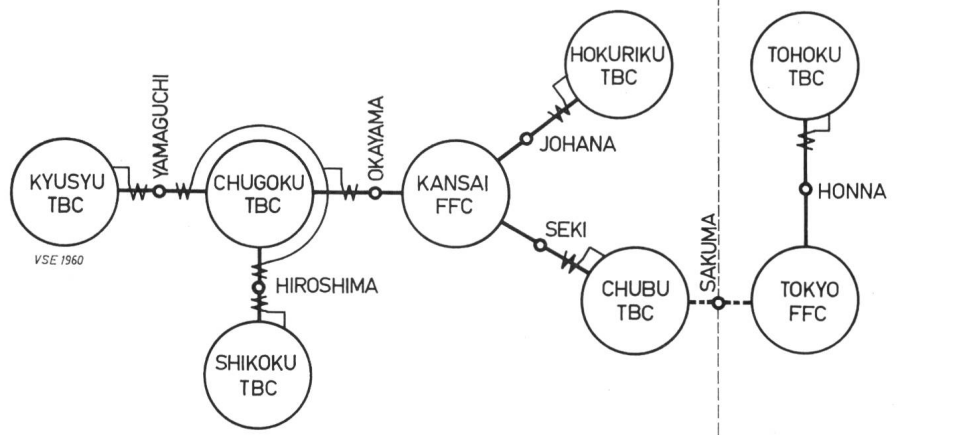 HOKURIKU
TBC
TOHOKU
TBC
YAMAGUCHI
OKAYAMA
JOHANA
KYUSYU
TBC
CHUGOKU
TBC
KANSAI
FFC
HONNA
SEKI
SAKUMA
VSE 1960
HIROSHIMA
CHUBU
TBC
TOKYO
FFC
SHIKOKU
TBC